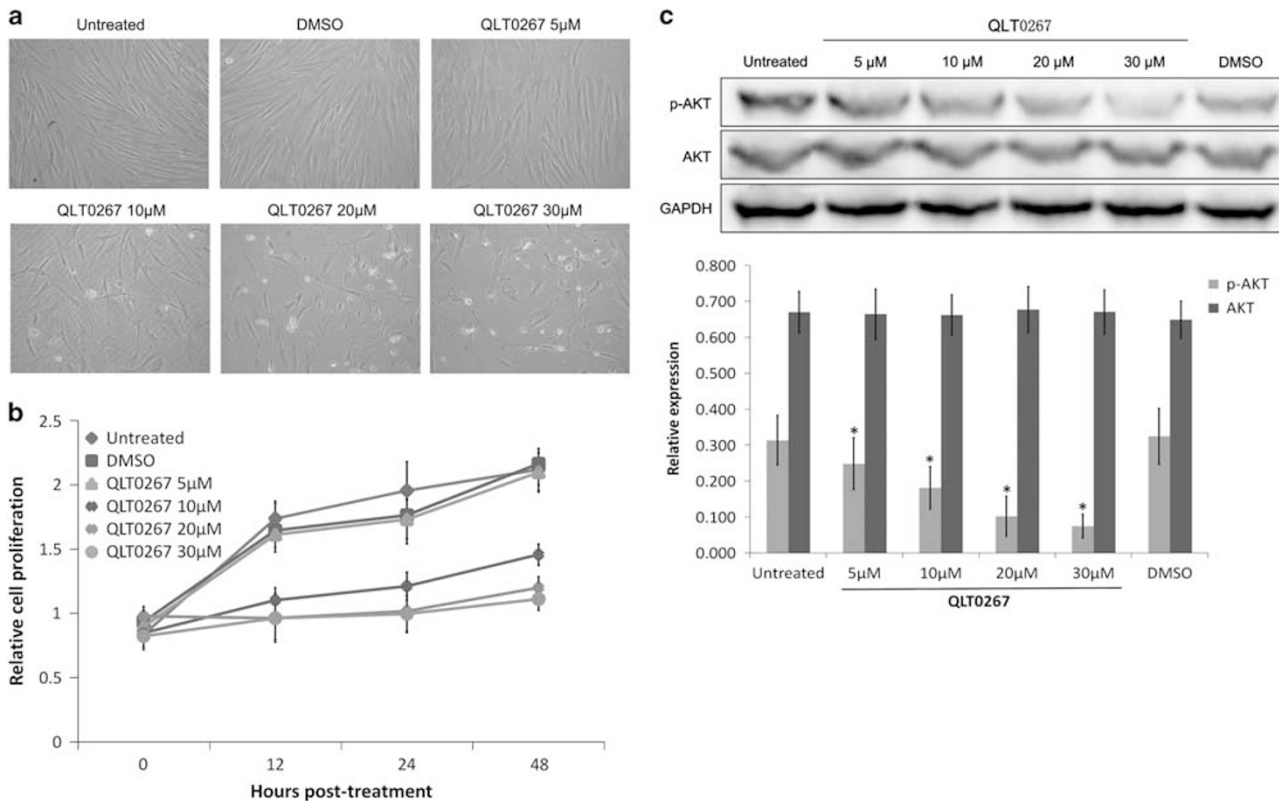 a
Untreated DMSO QLT0267 5µM
QLT0267 10µM QLT0267 20µM QLT0267 30µM
b
2.5
2
1.5
1
0.5
0
Relative cell proliferation
Untreated
DMSO
QLT0267 5µM
QLT0267 10µM
QLT0267 20µM
QLT0267 30µM
0 12 24 48
Hours post-treatment
c
QLT0267
Untreated 5 µM 10 µM 20 µM 30 µM DMSO
p-AKT
AKT
GAPDH
0.800
0.700
0.600
0.500
0.400
0.300
0.200
0.100
0.000
Relative expression
* * * *
p-AKT
AKT
Untreated 5µM 10µM 20µM 30µM DMSO
QLT0267